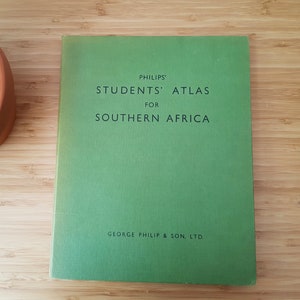 PHILIPS'
STUDENTS' ATLAS
FOR
SOUTHERN AFRICA
GEORGE PHILIP & SON, LTD